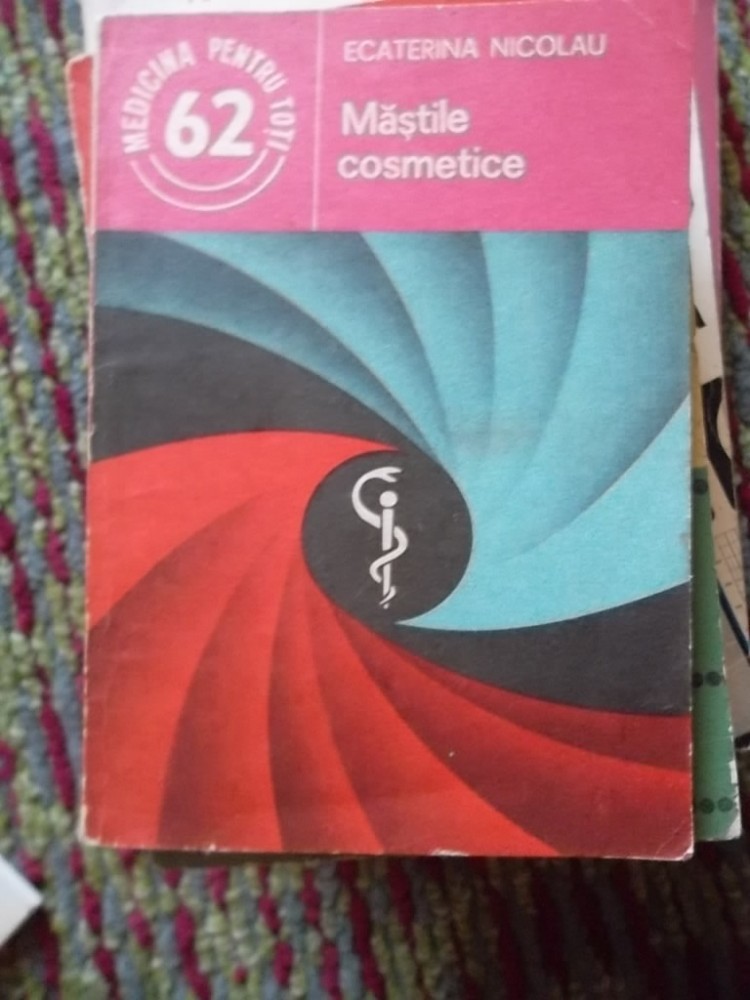 MEDICINA PENTRU TOȚI
62
ECATERINA NICOLAU
Măștile
cosmetice